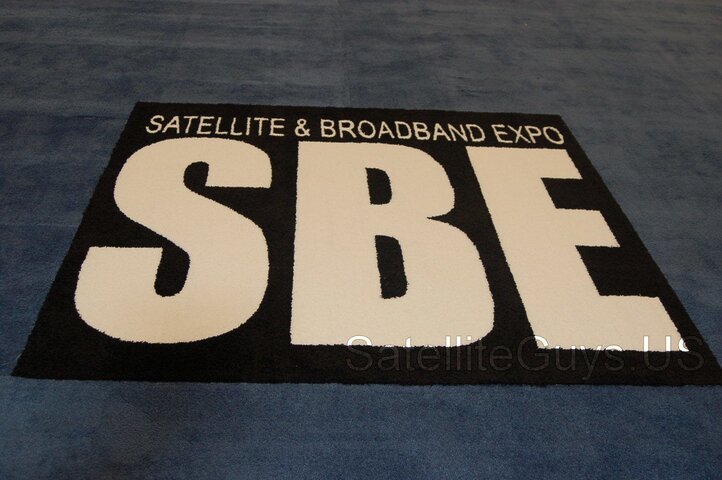 SATELLITE & BROADBAND EXPO
SBE
SatelliteGuys.US